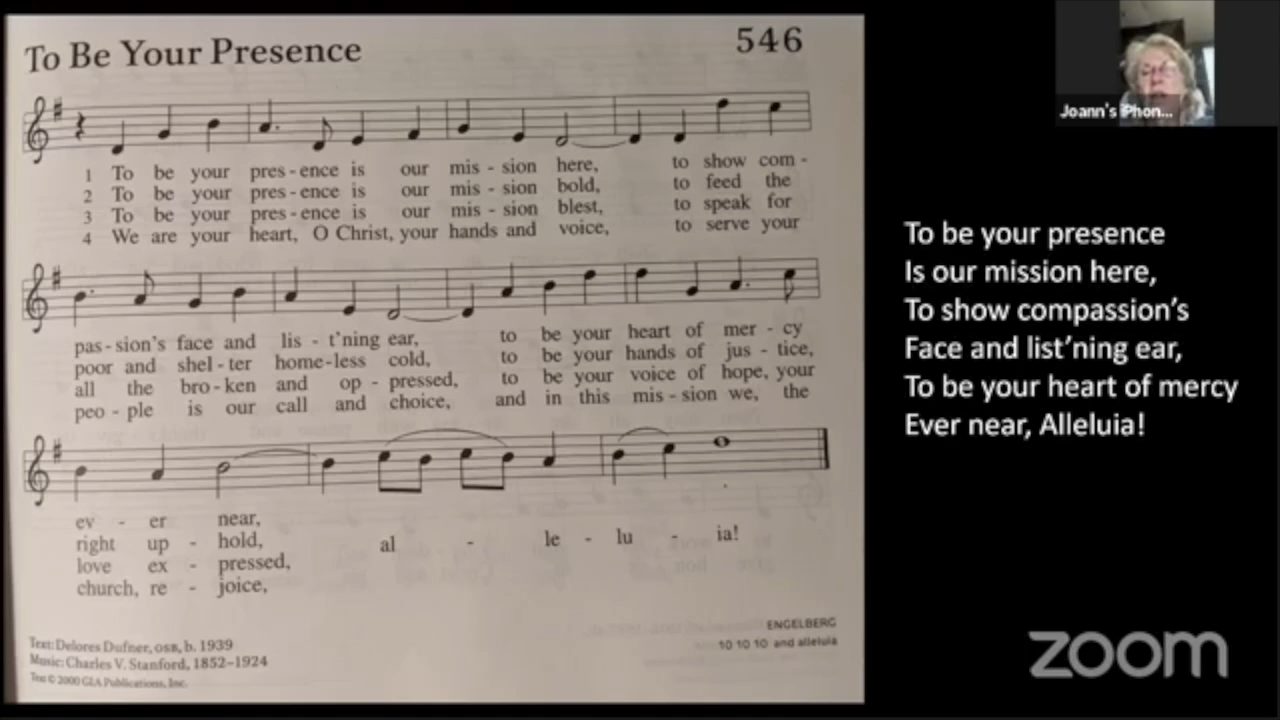 To Be Your Presence
546
1 To be your pres - ence is our mis - sion here, to show com -
2 To be your pres - ence is our mis - sion bold, to feed the
3 To be your pres - ence is our mis - sion blest, to speak for
4 We are your heart, O Christ, your hands and voice, to serve your
pas - sion's face and lis - t'ning ear, to be your heart of mer - cy
poor and shel - ter home - less cold, to be your hands of jus - tice,
all the bro - ken and op - pressed, to be your voice of hope, your
peo - ple is our call and choice, and in this mis - sion we, the
ev - er near,
right up - hold, al - le - lu - ia!
love ex - pressed,
church, re - joice,
Text: Delores Dufner, OSB, b. 1939
Music: Charles V. Stanford, 1852–1924
Text © 2000 GIA Publications, Inc.
ENGELBERG
10 10 10 and alleluia
Joann's iPhon...
To be your presence
Is our mission here,
To show compassion's
Face and list'ning ear,
To be your heart of mercy
Ever near, Alleluia!
zoom